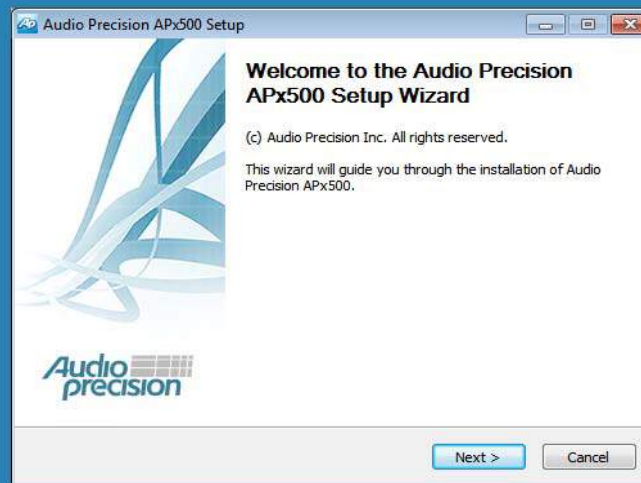 Audio Precision APx500 Setup
Welcome to the Audio Precision
APx500 Setup Wizard
(c) Audio Precision Inc. All rights reserved.
This wizard will guide you through the installation of Audio
Precision APx500.
Audio
precision
Next >
Cancel